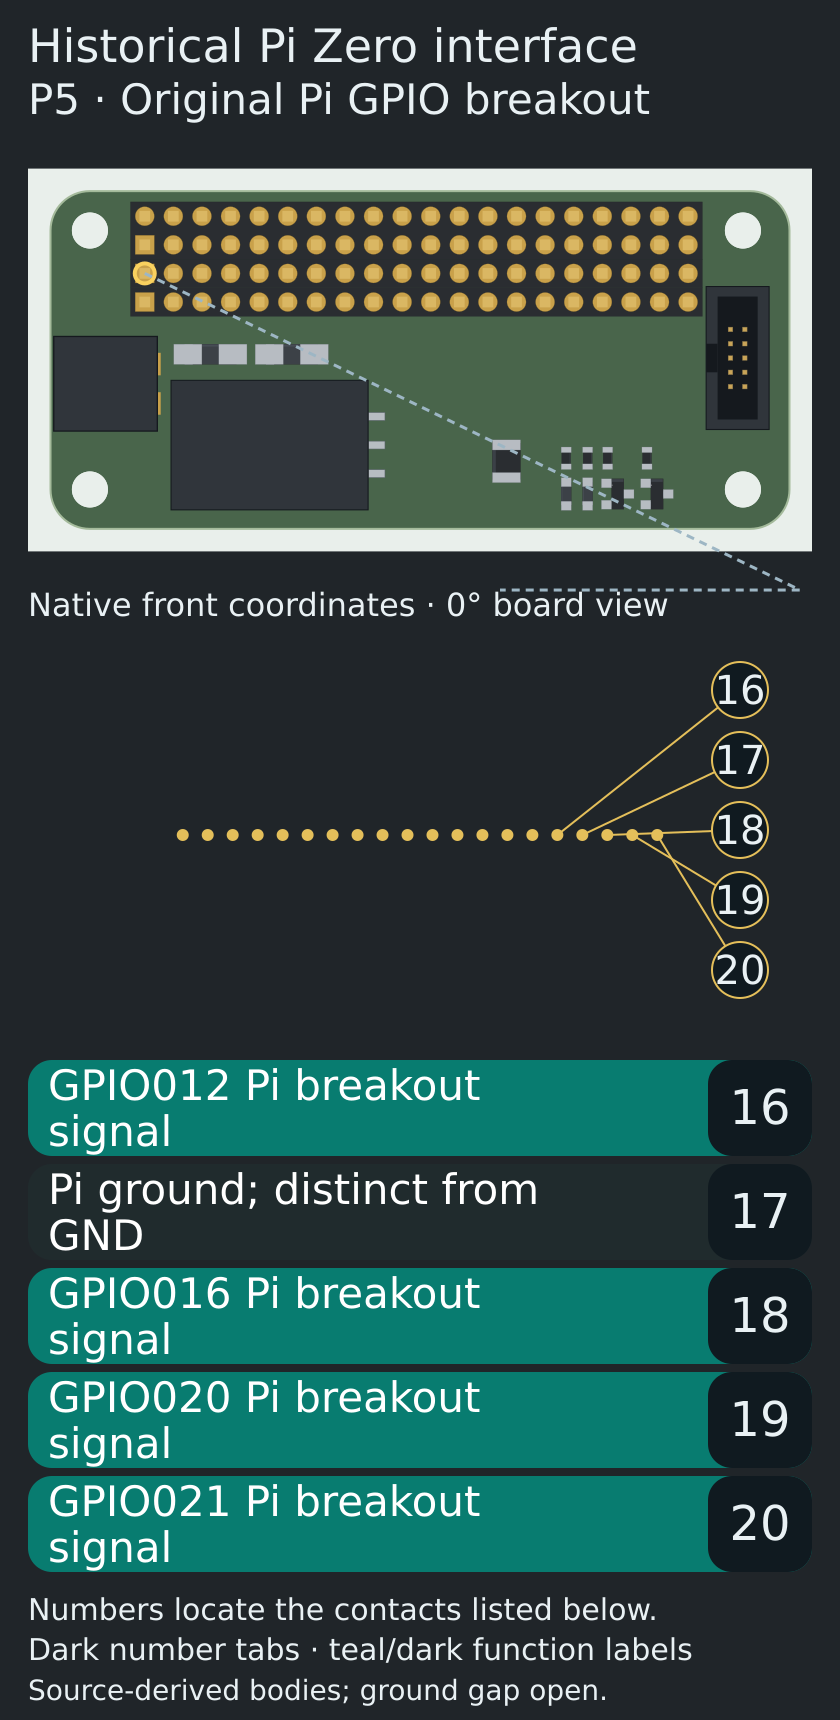 Historical Pi Zero interface
P5 · Original Pi GPIO breakout
Native front coordinates · 0° board view
16
17
18
19
20
GPIO012 Pi breakout
signal
16
Pi ground; distinct from
GND
17
GPIO016 Pi breakout
signal
18
GPIO020 Pi breakout
signal
19
GPIO021 Pi breakout
signal
20
Numbers locate the contacts listed below.
Dark number tabs · teal/dark function labels
Source-derived bodies; ground gap open.